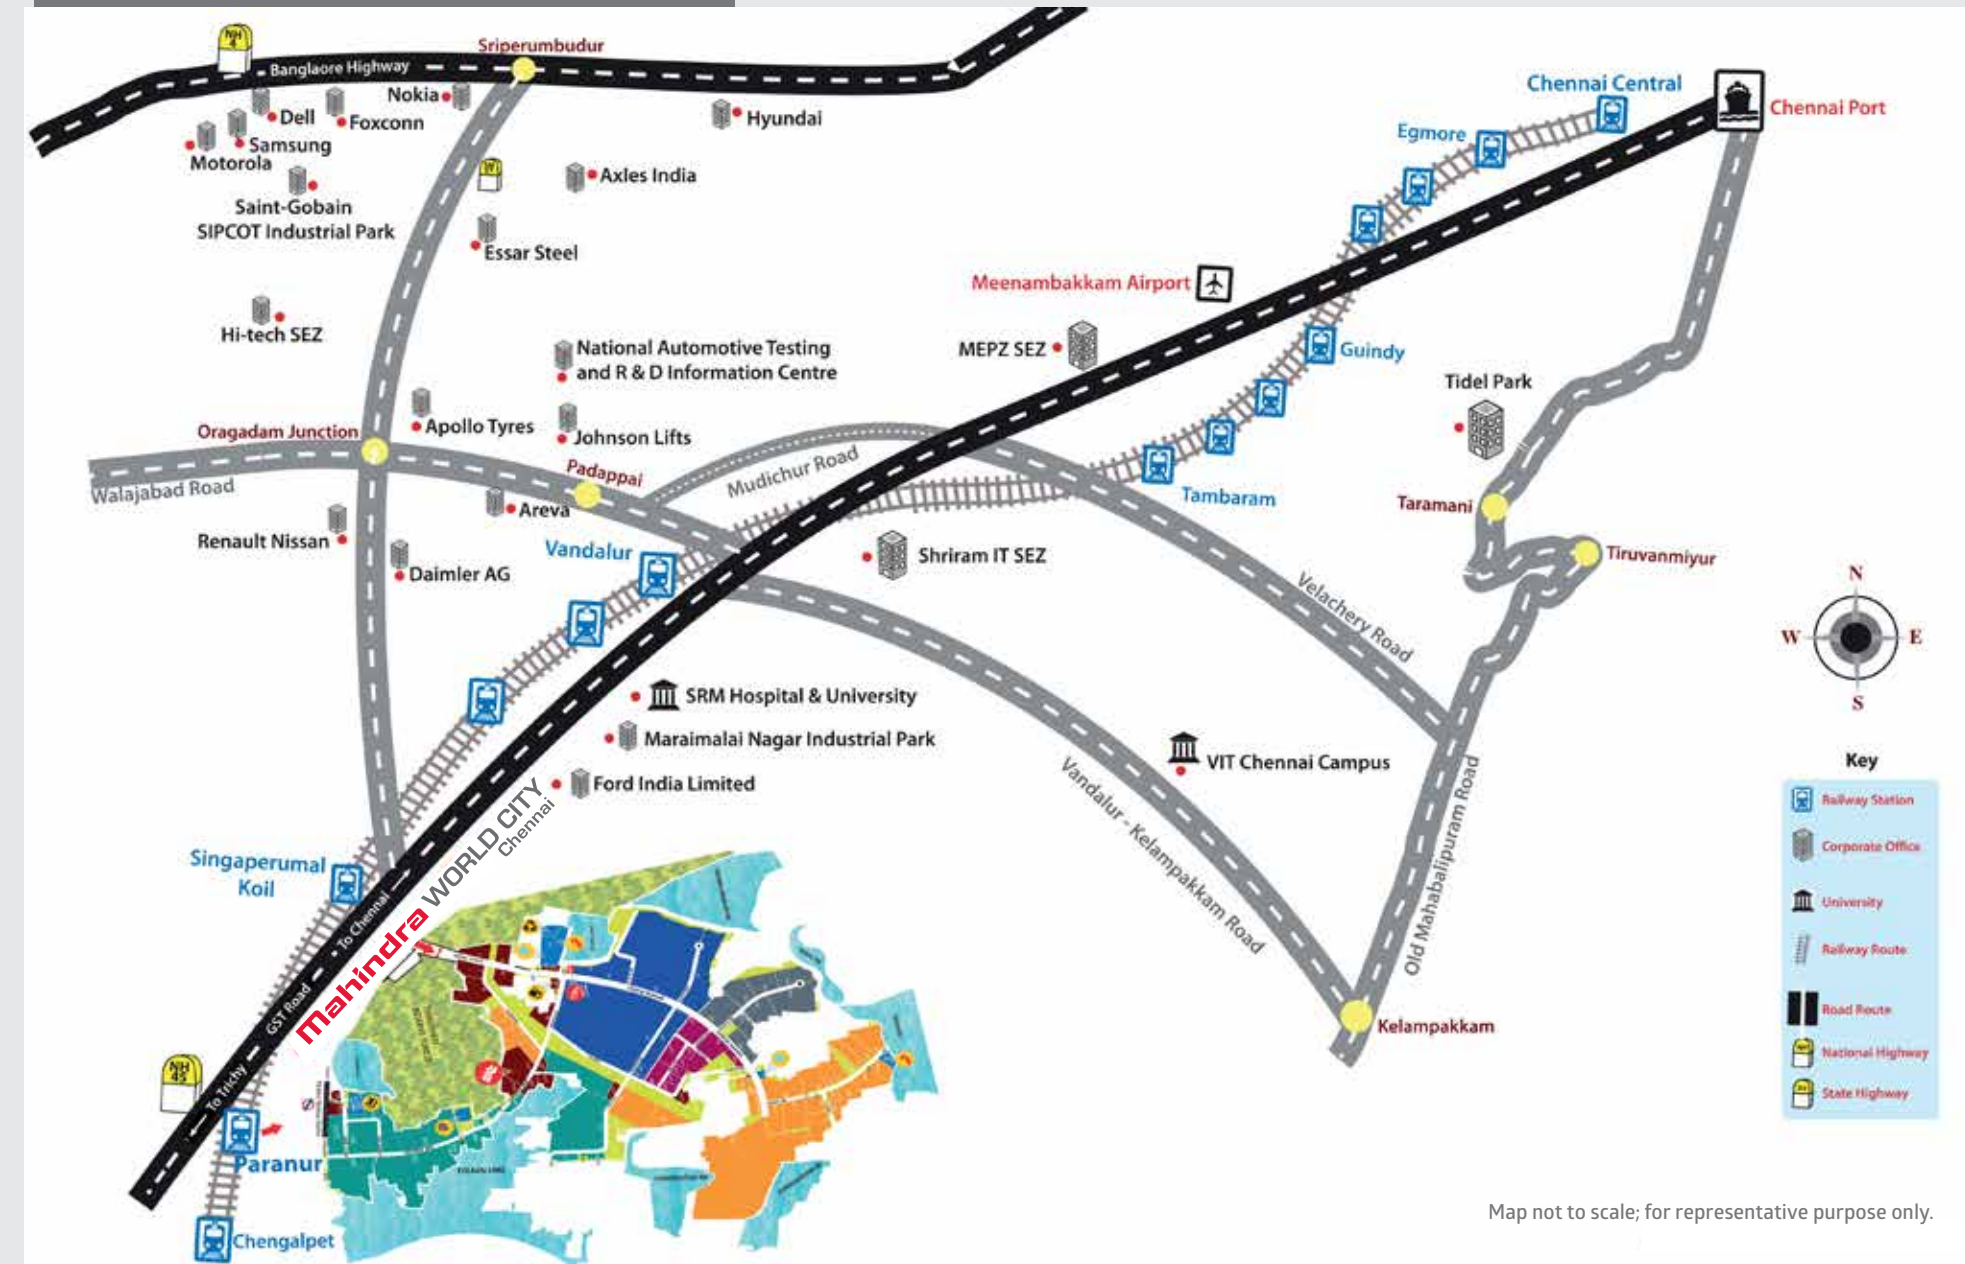 NH
4
Sriperumbudur
Banglaore Highway
Nokia
Dell
Foxconn
Hyundai
Samsung
Motorola
Axles India
Saint-Gobain
SIPCOT Industrial Park
Essar Steel
Hi-tech SEZ
National Automotive Testing
and R & D Information Centre
Apollo Tyres
Johnson Lifts
Oragadam Junction
Padappai
Walajabad Road
Mudichur Road
Areva
Renault Nissan
Daimler AG
Vandalur
Chennai Central
Egmore
Chennai Port
Meenambakkam Airport
MEPZ SEZ
Guindy
Tidel Park
Tambaram
Taramani
Tiruvanmiyur
Shriram IT SEZ
Velachery Road
SRM Hospital & University
Maraimalai Nagar Industrial Park
Ford India Limited
VIT Chennai Campus
Vandalur - Kelampakkam Road
Old Mahabalipuram Road
Kelampakkam
Singaperumal
Koil
To Chennai
GST Road
To Trichy
Mahindra WORLD CITY
Chennai
NH
45
Paranur
Chengalpet
N
W
E
S
Key
Railway Station
Corporate Office
University
Railway Route
Road Route
National Highway
State Highway
Map not to scale; for representative purpose only.